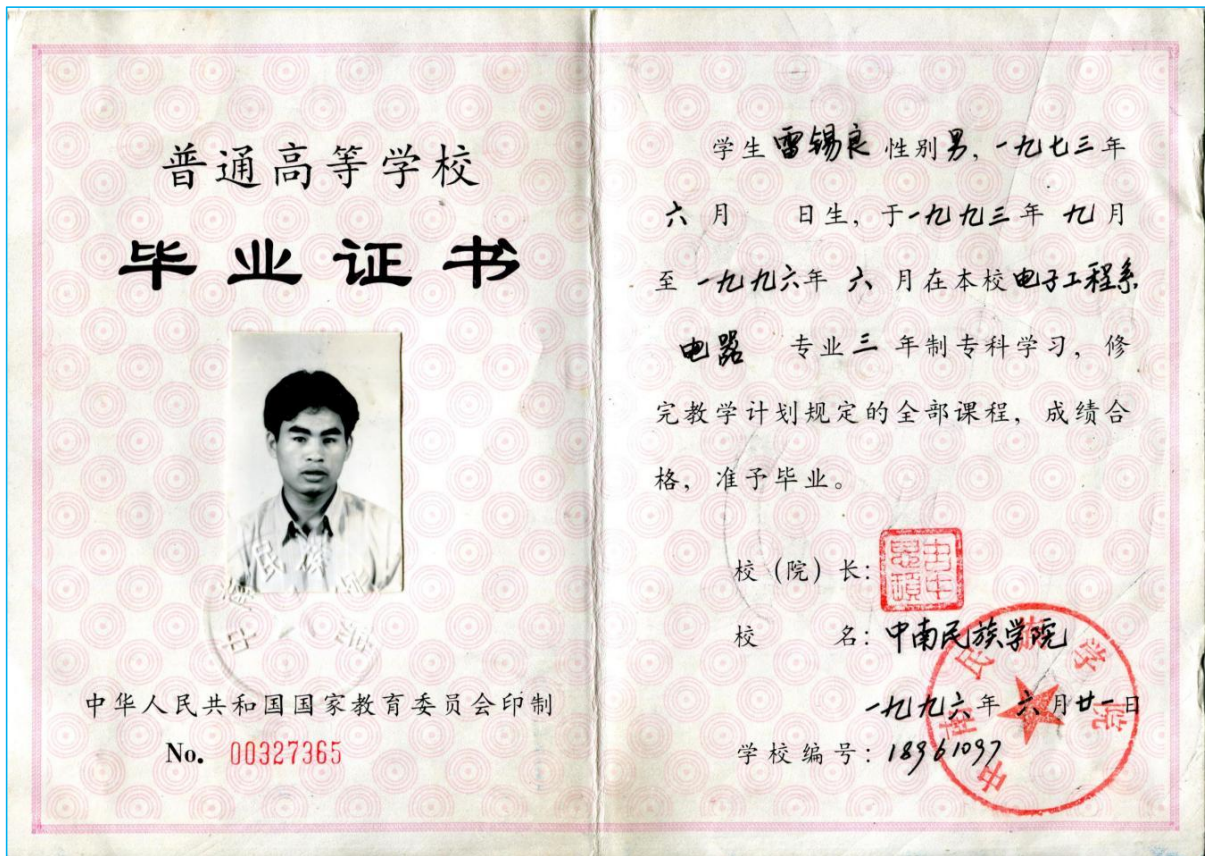 普通高等学校
毕业证书
中华人民共和国国家教育委员会印制
No. 00327365
学生雷锡良 性别男, 一九七三年
六月 日生, 于一九九三年 九月
至 一九九六年 六 月在本校电子工程系
电器 专业 三 年制专科学习, 修
完教学计划规定的全部课程, 成绩合
格, 准予毕业。
校 (院) 长:
校 名: 中南民族学院
一九九六年 六月廿一日
学校编号: 18961097
中南民族学院